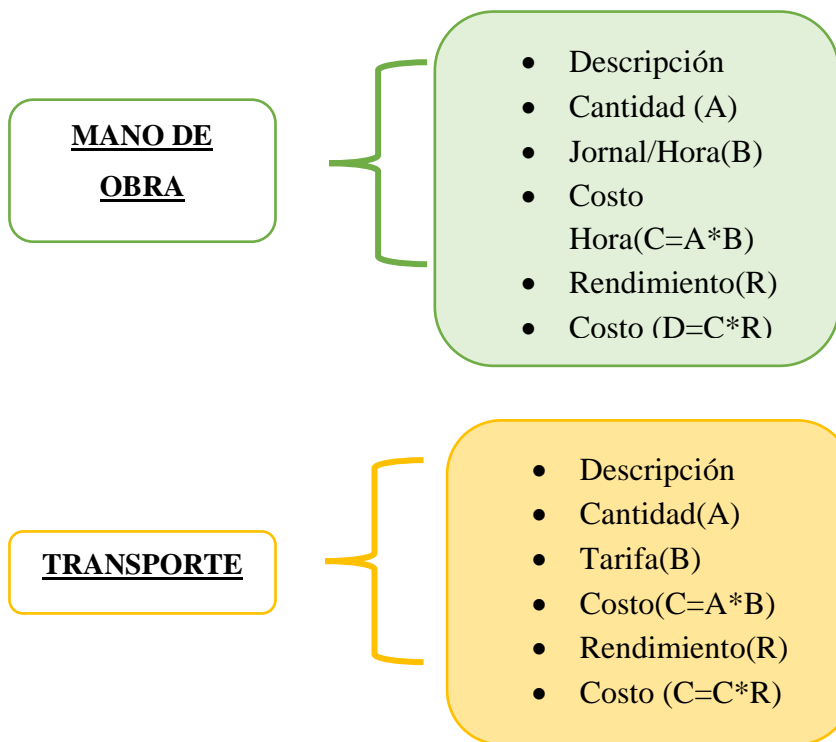 MANO DE
OBRA
• Descripción
• Cantidad (A)
• Jornal/Hora(B)
• Costo
Hora(C=A*B)
• Rendimiento(R)
• Costo (D=C*R)
TRANSPORTE
• Descripción
• Cantidad(A)
• Tarifa(B)
• Costo(C=A*B)
• Rendimiento(R)
• Costo (C=C*R)